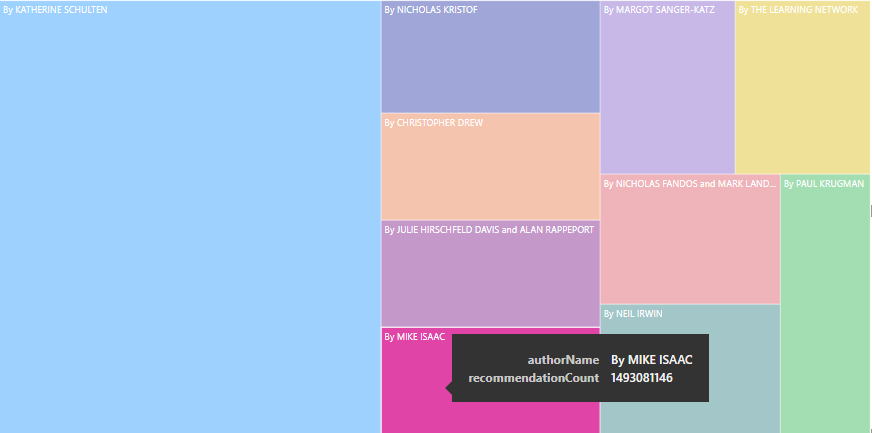 By KATHERINE SCHULTEN
By NICHOLAS KRISTOF
By MARGOT SANGER-KATZ
By THE LEARNING NETWORK
By CHRISTOPHER DREW
By NICHOLAS FANDOS and MARK LAND...
By PAUL KRUGMAN
By JULIE HIRSCHFELD DAVIS and ALAN RAPPEPORT
By NEIL IRWIN
By MIKE ISAAC
authorName By MIKE ISAAC
recommendationCount 1493081146